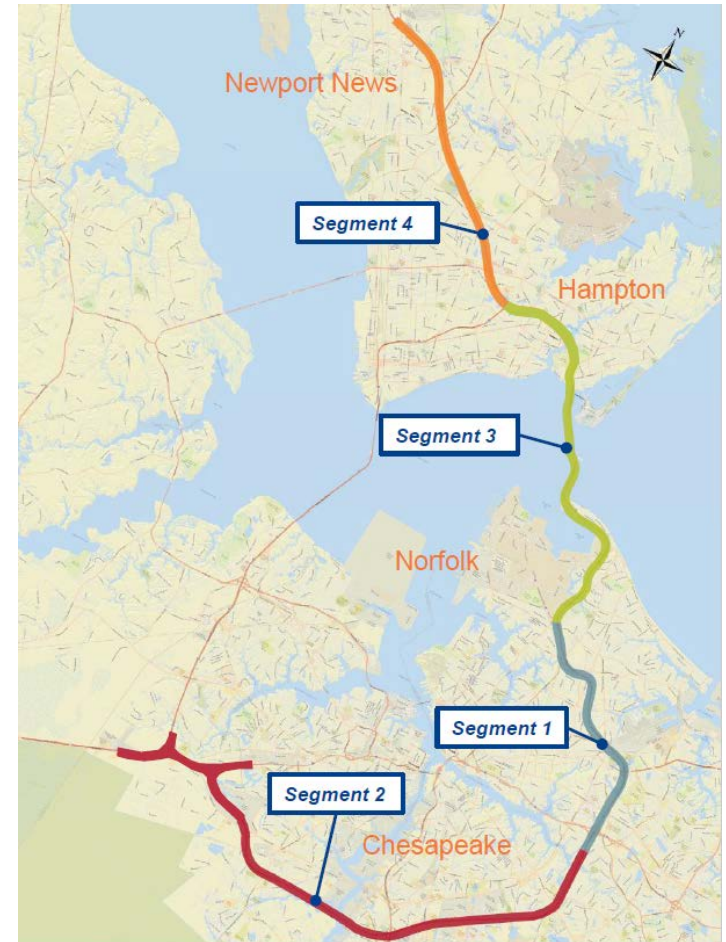 N
Newport News
Segment 4
Hampton
Segment 3
Norfolk
Segment 1
Segment 2
Chesapeake